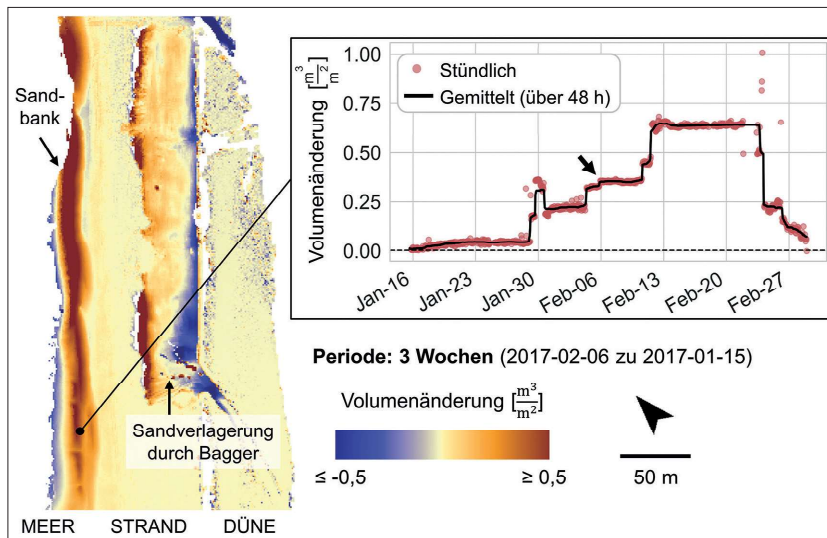 Sand-
bank
Sandverlagerung
durch Bagger
MEER STRAND DÜNE
Volumenänderung [m³/m²]
1.00
0.75
0.50
0.25
0.00
Stündlich
Gemittelt (über 48 h)
Jan-16 Jan-23 Jan-30 Feb-06 Feb-13 Feb-20 Feb-27
Periode: 3 Wochen (2017-02-06 zu 2017-01-15)
Volumenänderung [m³/m²]
≤ -0,5 ≥ 0,5
50 m